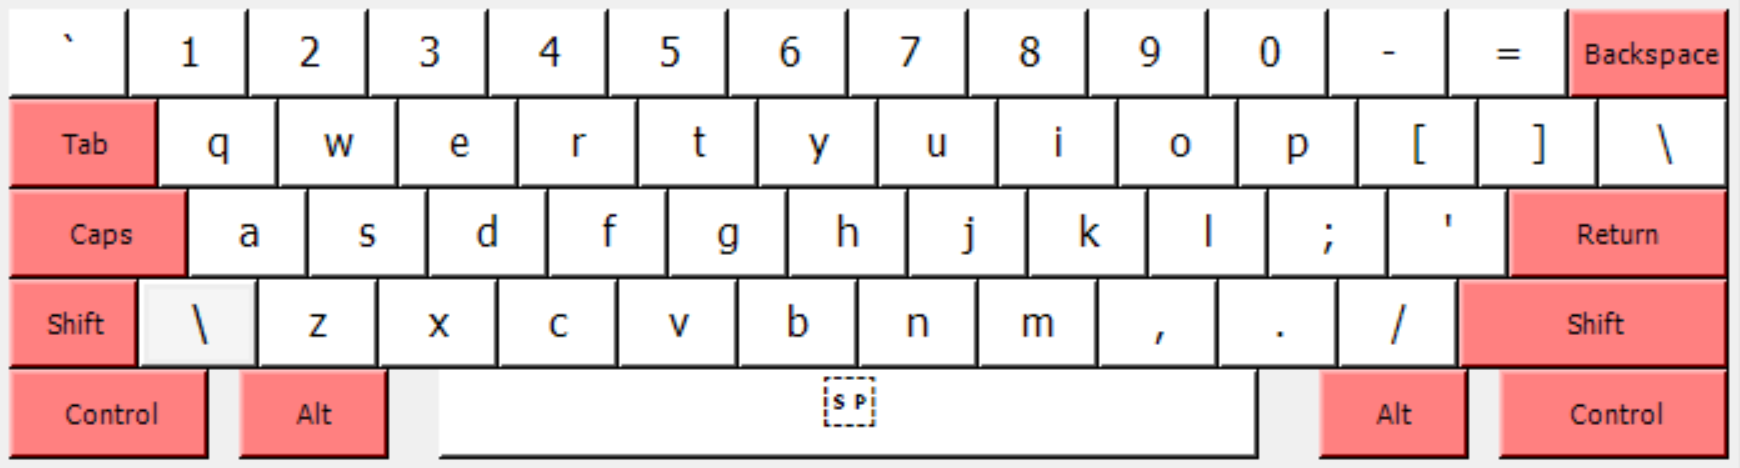 ` 1 2 3 4 5 6 7 8 9 0 - = Backspace
Tab q w e r t y u i o p [ ] \
Caps a s d f g h j k l ; ' Return
Shift \ z x c v b n m , . / Shift
Control Alt SP Alt Control